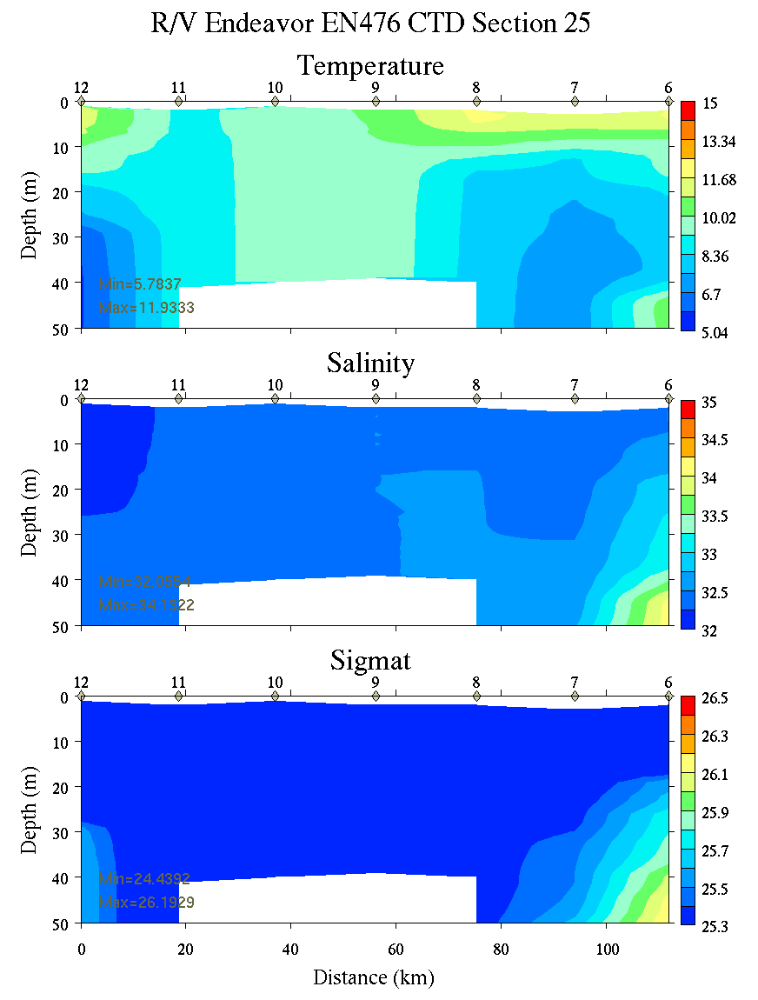 R/V Endeavor EN476 CTD Section 25
Temperature
12 11 10 9 8 7 6
0
10
20
30
40
50
Depth (m)
Min=5.7837
Max=11.9333
15
13.34
11.68
10.02
8.36
6.7
5.04
Salinity
12 11 10 9 8 7 6
0
10
20
30
40
50
Depth (m)
Min=32.0554
Max=34.1322
35
34.5
34
33.5
33
32.5
32
Sigmat
12 11 10 9 8 7 6
0
10
20
30
40
50
Depth (m)
Min=24.4392
Max=26.1929
26.5
26.3
26.1
25.9
25.7
25.5
25.3
0 20 40 60 80 100
Distance (km)